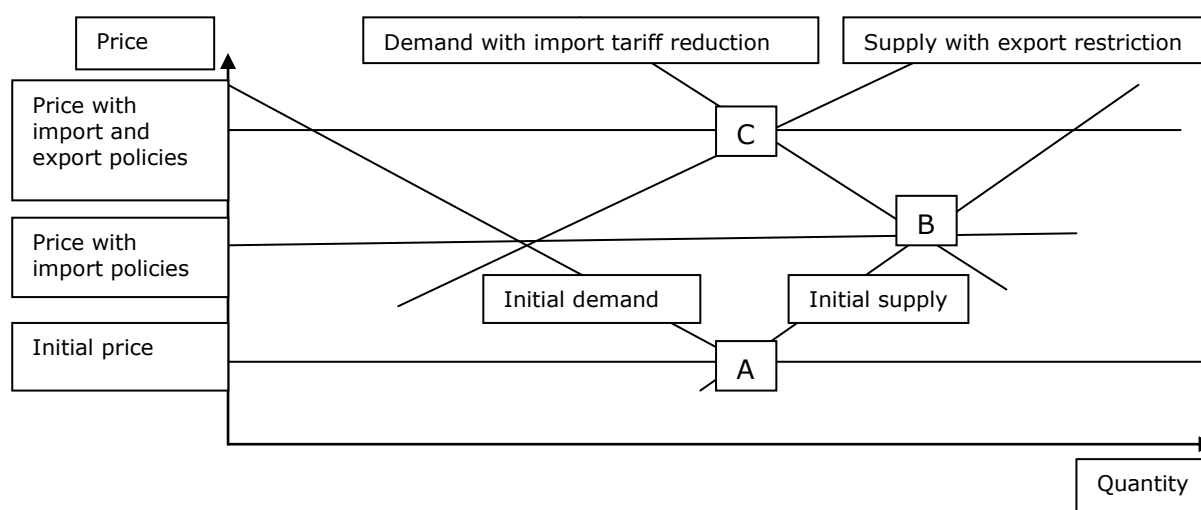 Price
Demand with import tariff reduction
Supply with export restriction
Price with
import and
export policies
C
B
Price with
import policies
Initial demand
Initial supply
Initial price
A
Quantity